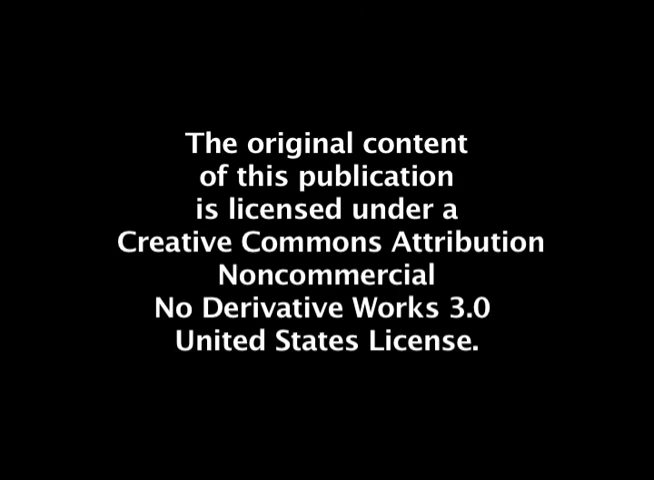 The original content
of this publication
is licensed under a
Creative Commons Attribution
Noncommercial
No Derivative Works 3.0
United States License.